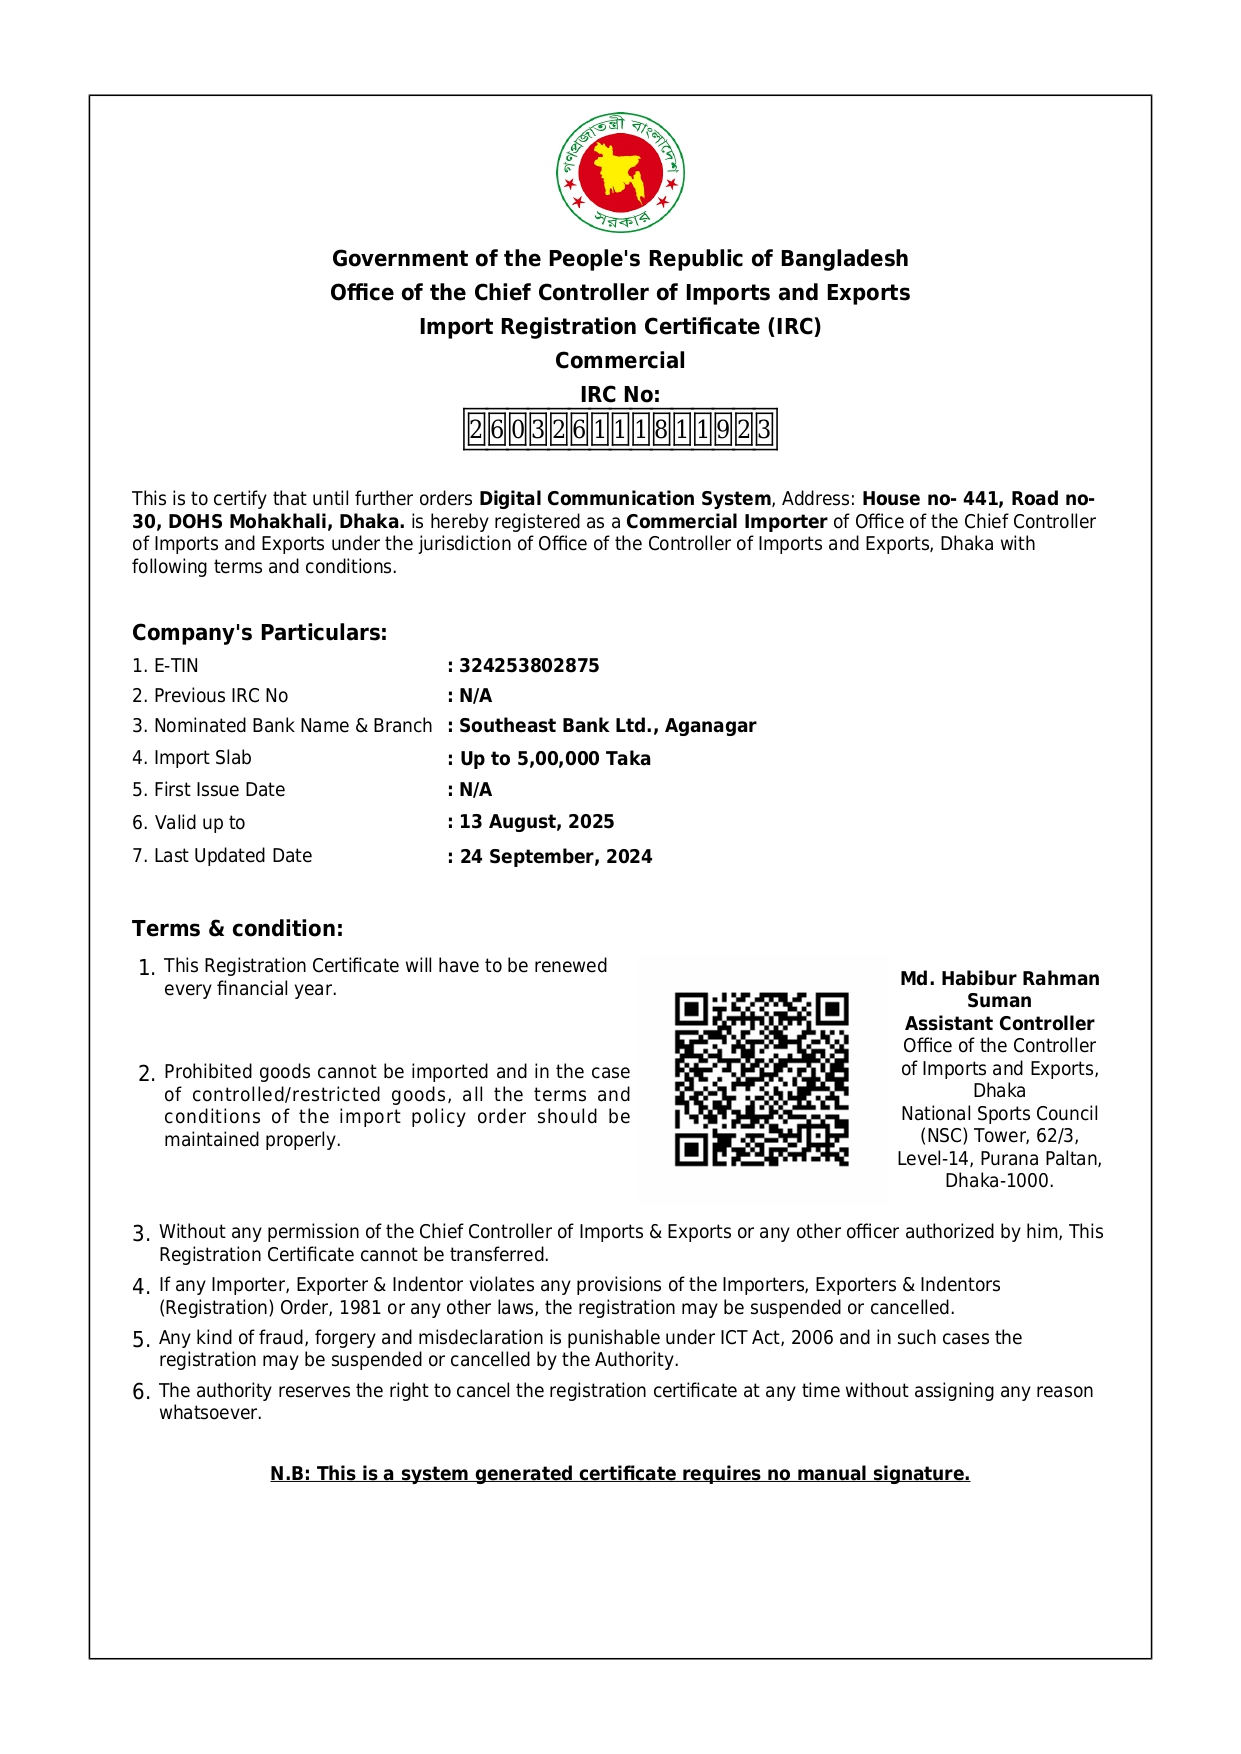 গণপ্রজাতন্ত্রী বাংলাদেশ
সরকার
Government of the People's Republic of Bangladesh
Office of the Chief Controller of Imports and Exports
Import Registration Certificate (IRC)
Commercial
IRC No:
260326111811923
This is to certify that until further orders Digital Communication System, Address: House no- 441, Road no-
30, DOHS Mohakhali, Dhaka. is hereby registered as a Commercial Importer of Office of the Chief Controller
of Imports and Exports under the jurisdiction of Office of the Controller of Imports and Exports, Dhaka with
following terms and conditions.
Company's Particulars:
1. E-TIN : 324253802875
2. Previous IRC No : N/A
3. Nominated Bank Name & Branch : Southeast Bank Ltd., Aganagar
4. Import Slab : Up to 5,00,000 Taka
5. First Issue Date : N/A
6. Valid up to : 13 August, 2025
7. Last Updated Date : 24 September, 2024
Terms & condition:
1. This Registration Certificate will have to be renewed
every financial year.
2. Prohibited goods cannot be imported and in the case
of controlled/restricted goods, all the terms and
conditions of the import policy order should be
maintained properly.
Md. Habibur Rahman
Suman
Assistant Controller
Office of the Controller
of Imports and Exports,
Dhaka
National Sports Council
(NSC) Tower, 62/3,
Level-14, Purana Paltan,
Dhaka-1000.
3. Without any permission of the Chief Controller of Imports & Exports or any other officer authorized by him, This
Registration Certificate cannot be transferred.
4. If any Importer, Exporter & Indentor violates any provisions of the Importers, Exporters & Indentors
(Registration) Order, 1981 or any other laws, the registration may be suspended or cancelled.
5. Any kind of fraud, forgery and misdeclaration is punishable under ICT Act, 2006 and in such cases the
registration may be suspended or cancelled by the Authority.
6. The authority reserves the right to cancel the registration certificate at any time without assigning any reason
whatsoever.
N.B: This is a system generated certificate requires no manual signature.